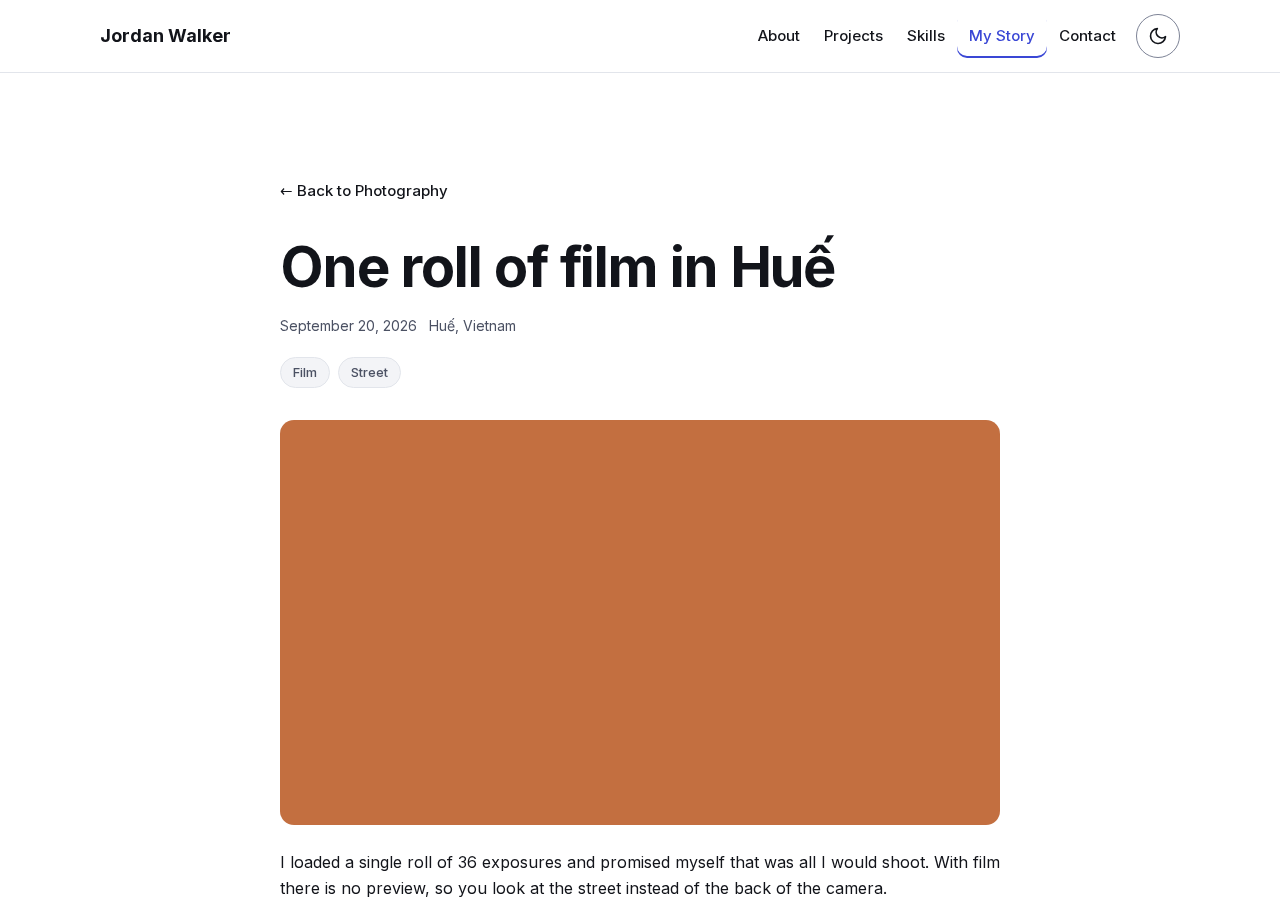 Jordan Walker
About Projects Skills My Story Contact
← Back to Photography
One roll of film in Huế
September 20, 2026 Huế, Vietnam
Film Street
I loaded a single roll of 36 exposures and promised myself that was all I would shoot. With film
there is no preview, so you look at the street instead of the back of the camera.